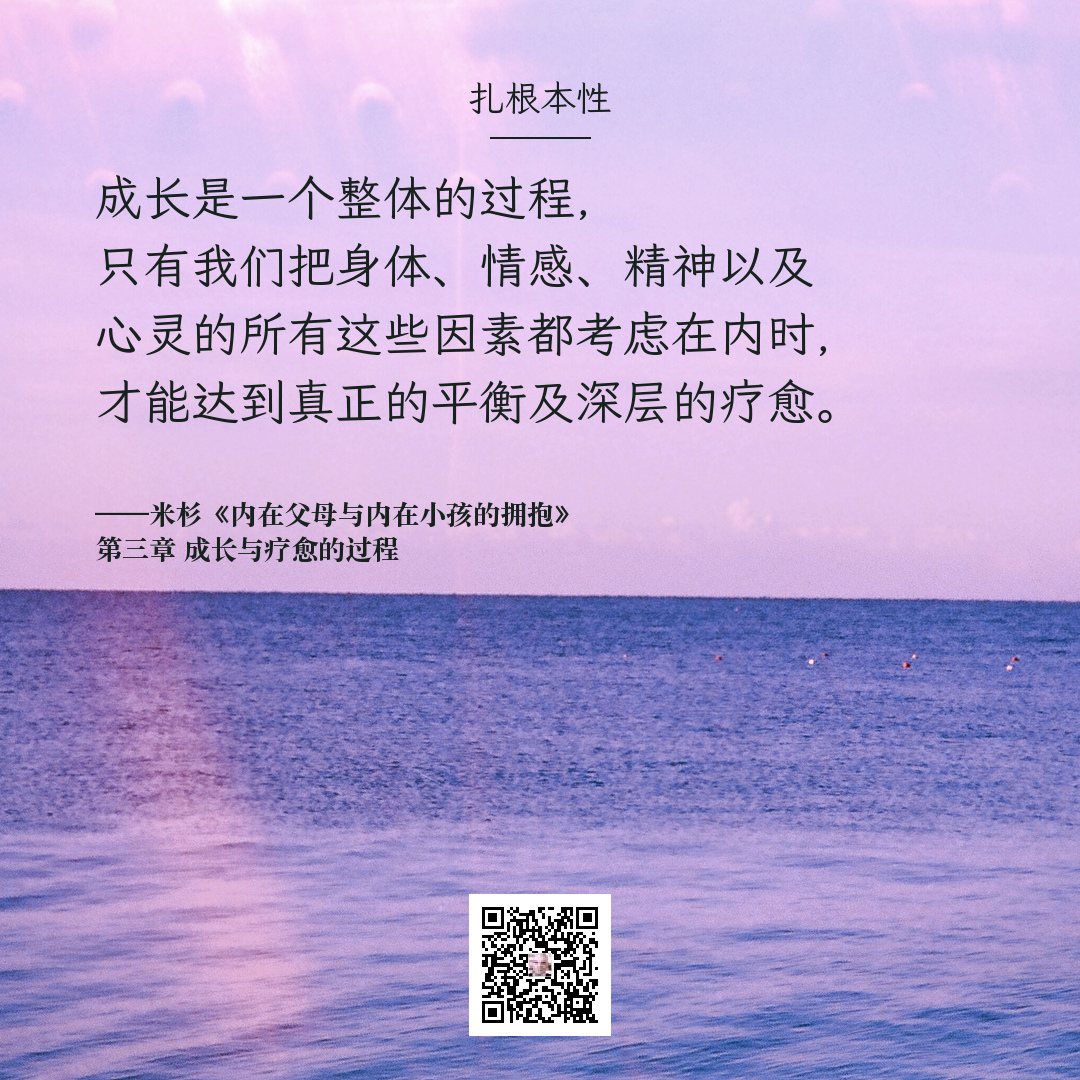 扎根本性
成长是一个整体的过程,
只有我们把身体、情感、精神以及
心灵的所有这些因素都考虑在内时,
才能达到真正的平衡及深层的疗愈。
——米杉《内在父母与内在小孩的拥抱》
第三章 成长与疗愈的过程